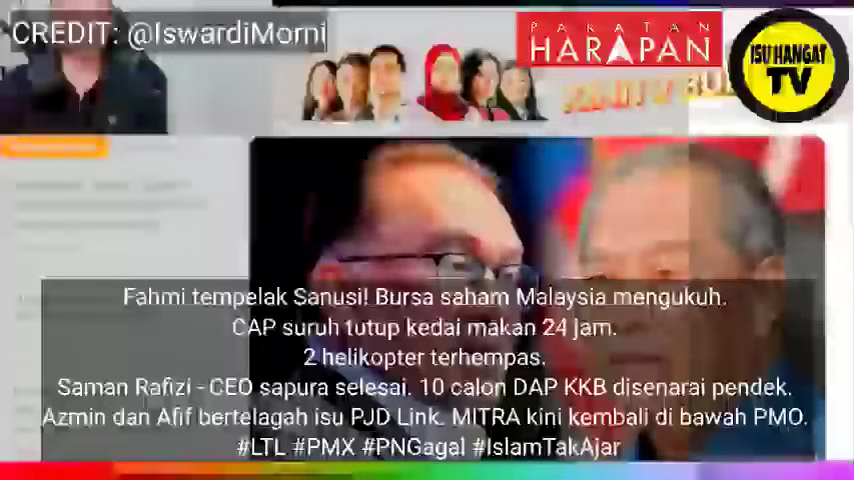 CREDIT: @IswardiMorni
PAKATAN
HARAPAN
ISU HANGAT
TV
Fahmi tempelak Sanusi! Bursa saham Malaysia mengukuh.
CAP suruh tutup kedai makan 24 jam.
2 helikopter terhempas.
Saman Rafizi - CEO sapura selesai. 10 calon DAP KKB disenarai pendek.
Azmin dan Afif bertelagah isu PJD Link. MITRA kini kembali di bawah PMO.
#LTL #PMX #PNGagal #IslamTakAjar